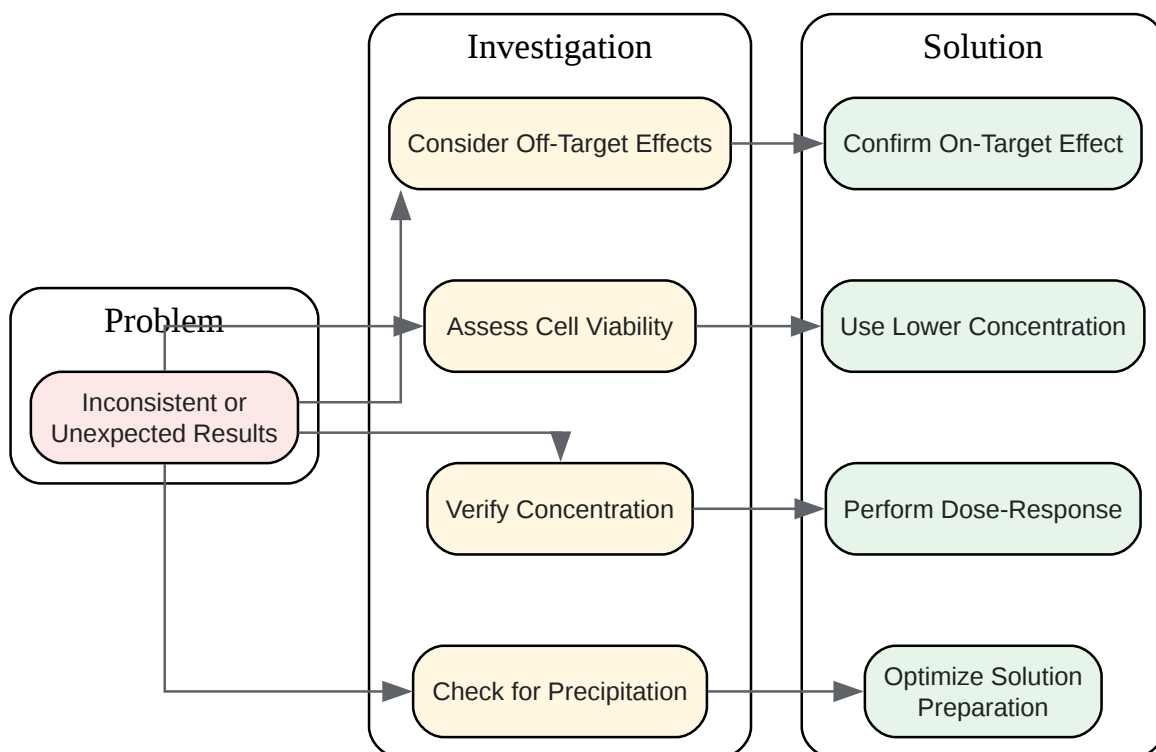 Investigation
Solution
Consider Off-Target Effects
Confirm On-Target Effect
Problem
Assess Cell Viability
Use Lower Concentration
Inconsistent or
Unexpected Results
Verify Concentration
Perform Dose-Response
Check for Precipitation
Optimize Solution
Preparation